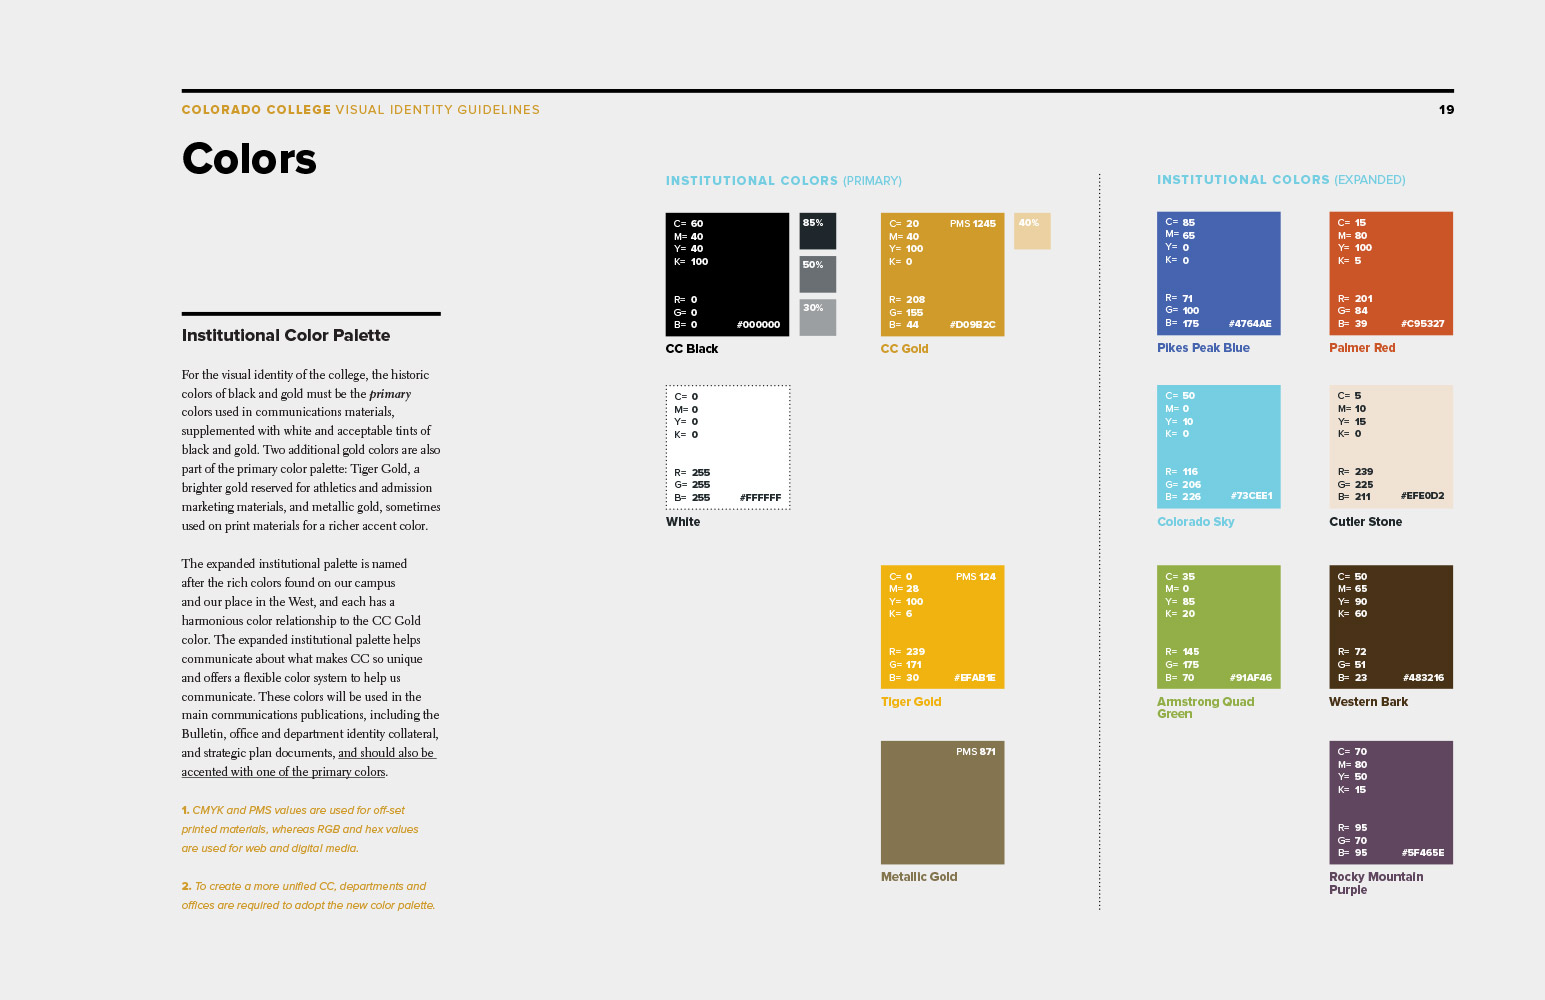 COLORADO COLLEGE VISUAL IDENTITY GUIDELINES
19
Colors
Institutional Color Palette
For the visual identity of the college, the historic
colors of black and gold must be the primary
colors used in communications materials,
supplemented with white and acceptable tints of
black and gold. Two additional gold colors are also
part of the primary color palette: Tiger Gold, a
brighter gold reserved for athletics and admission
marketing materials, and metallic gold, sometimes
used on print materials for a richer accent color.
The expanded institutional palette is named
after the rich colors found on our campus
and our place in the West, and each has a
harmonious color relationship to the CC Gold
color. The expanded institutional palette helps
communicate about what makes CC so unique
and offers a flexible color system to help us
communicate. These colors will be used in the
main communications publications, including the
Bulletin, office and department identity collateral,
and strategic plan documents, and should also be
accented with one of the primary colors.
1. CMYK and PMS values are used for off-set
printed materials, whereas RGB and hex values
are used for web and digital media.
2. To create a more unified CC, departments and
offices are required to adopt the new color palette.
INSTITUTIONAL COLORS (PRIMARY)
C= 60
M= 40
Y= 40
K= 100
R= 0
G= 0
B= 0 #000000
CC Black
85%
50%
30%
C= 20 PMS 1245
M= 40
Y= 100
K= 0
R= 208
G= 155
B= 44 #D09B2C
CC Gold
40%
C= 0
M= 0
Y= 0
K= 0
R= 255
G= 255
B= 255 #FFFFFF
White
C= 0 PMS 124
M= 28
Y= 100
K= 6
R= 239
G= 171
B= 30 #EFAB1E
Tiger Gold
PMS 871
Metallic Gold
INSTITUTIONAL COLORS (EXPANDED)
C= 85
M= 65
Y= 0
K= 0
R= 71
G= 100
B= 175 #4764AE
Pikes Peak Blue
C= 15
M= 80
Y= 100
K= 5
R= 201
G= 84
B= 39 #C95327
Palmer Red
C= 50
M= 0
Y= 10
K= 0
R= 116
G= 206
B= 226 #73CEE1
Colorado Sky
C= 5
M= 10
Y= 15
K= 0
R= 239
G= 225
B= 211 #EFE0D2
Cutler Stone
C= 35
M= 0
Y= 85
K= 20
R= 145
G= 175
B= 70 #91AF46
Armstrong Quad
Green
C= 50
M= 65
Y= 90
K= 60
R= 72
G= 51
B= 23 #483216
Western Bark
C= 70
M= 80
Y= 50
K= 15
R= 95
G= 70
B= 95 #5F465E
Rocky Mountain
Purple